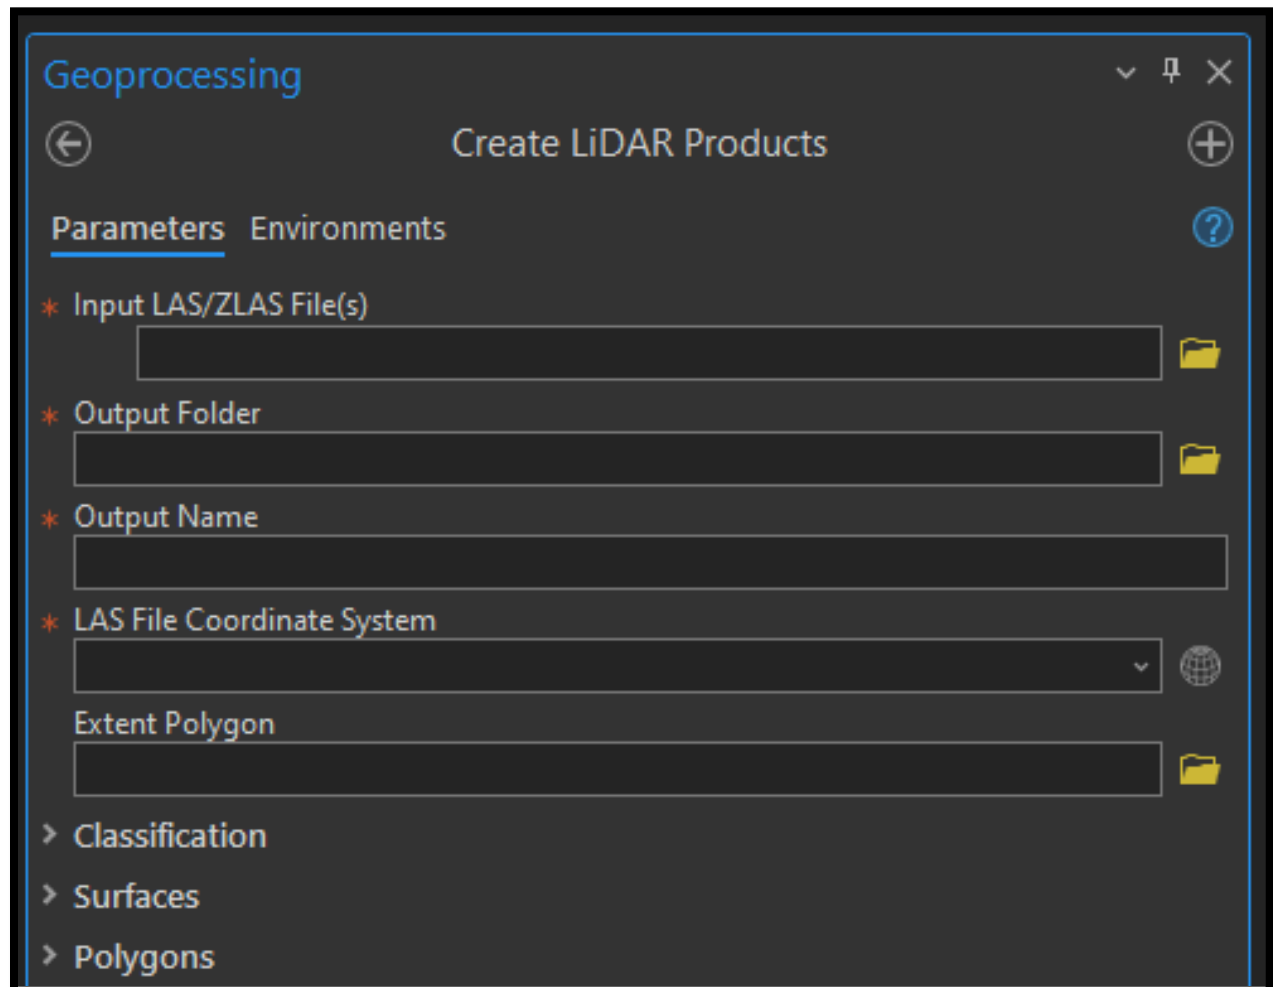 Geoprocessing
Create LiDAR Products
Parameters Environments
* Input LAS/ZLAS File(s)
* Output Folder
* Output Name
* LAS File Coordinate System
Extent Polygon
> Classification
> Surfaces
> Polygons